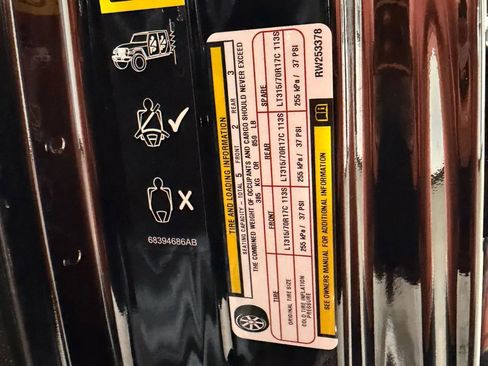 TIRE AND LOADING INFORMATION
SEATING CAPACITY - TOTAL 5 FRONT 2 REAR 3
THE COMBINED WEIGHT OF OCCUPANTS AND CARGO SHOULD NEVER EXCEED
385 KG OR 850 LB
TIRE FRONT REAR SPARE
ORIGINAL TIRE SIZE LT315/70R17C 113S LT315/70R17C 113S LT315/70R17C 113S
COLD TIRE INFLATION PRESSURE 255 kPa / 37 PSI 255 kPa / 37 PSI 255 kPa / 37 PSI
SEE OWNERS MANUAL FOR ADDITIONAL INFORMATION
RW253378
68394686AB